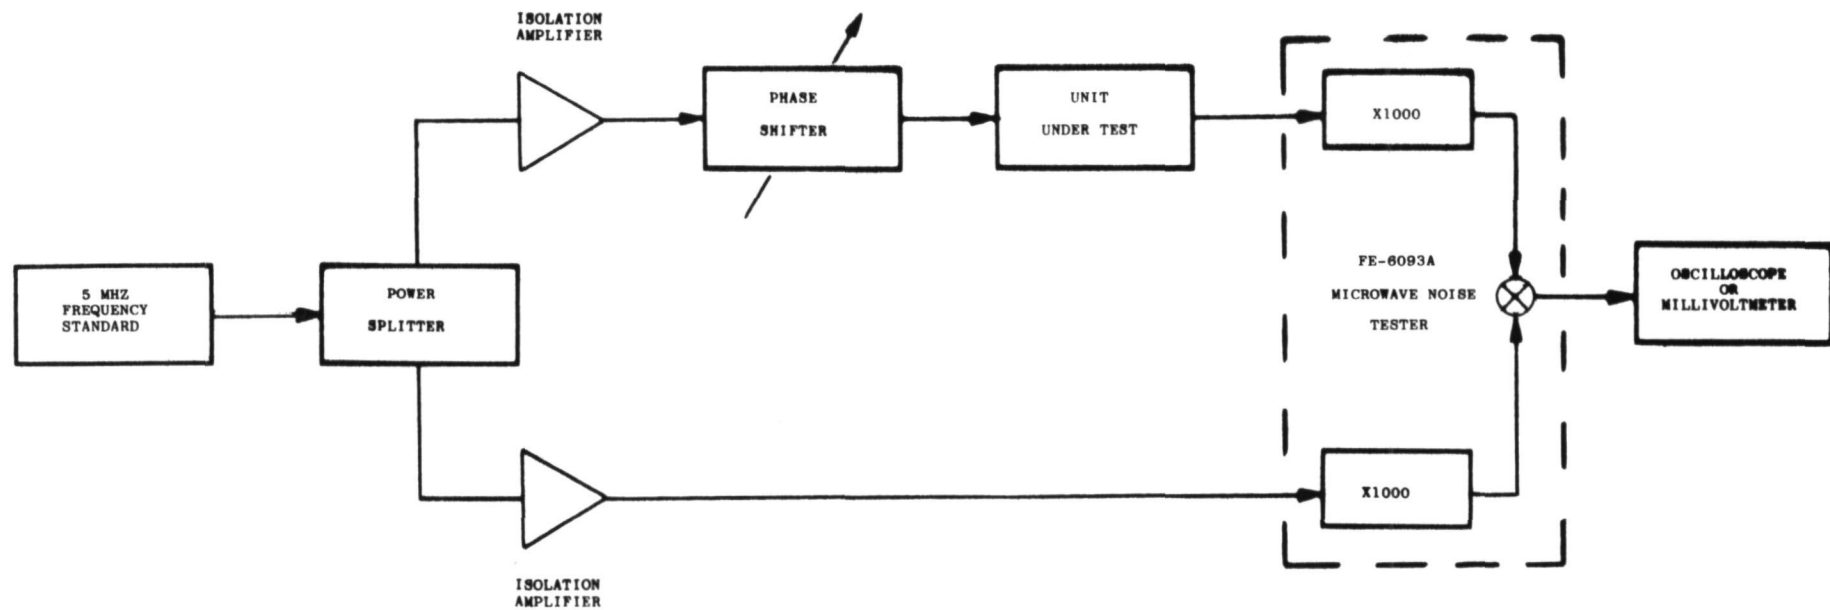 ISOLATION
AMPLIFIER
PHASE
SHIFTER
UNIT
UNDER TEST
X1000
5 MHZ
FREQUENCY
STANDARD
POWER
SPLITTER
FE-6093A
MICROWAVE NOISE
TESTER
OSCILLOSCOPE
OR
MILLIVOLTMETER
X1000
ISOLATION
AMPLIFIER